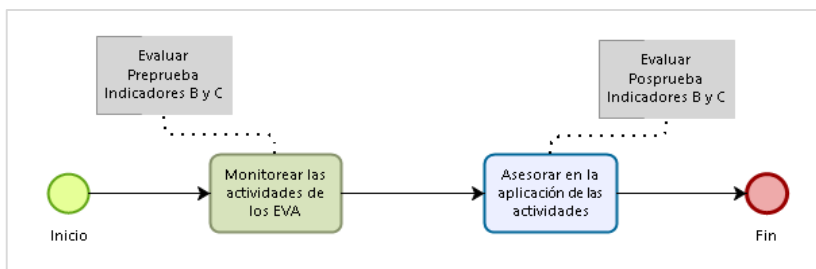 Evaluar
Preprueba
Indicadores B y C
Evaluar
Posprueba
Indicadores B y C
Inicio
Monitorear las
actividades de
los EVA
Asesorar en la
aplicación de las
actividades
Fin